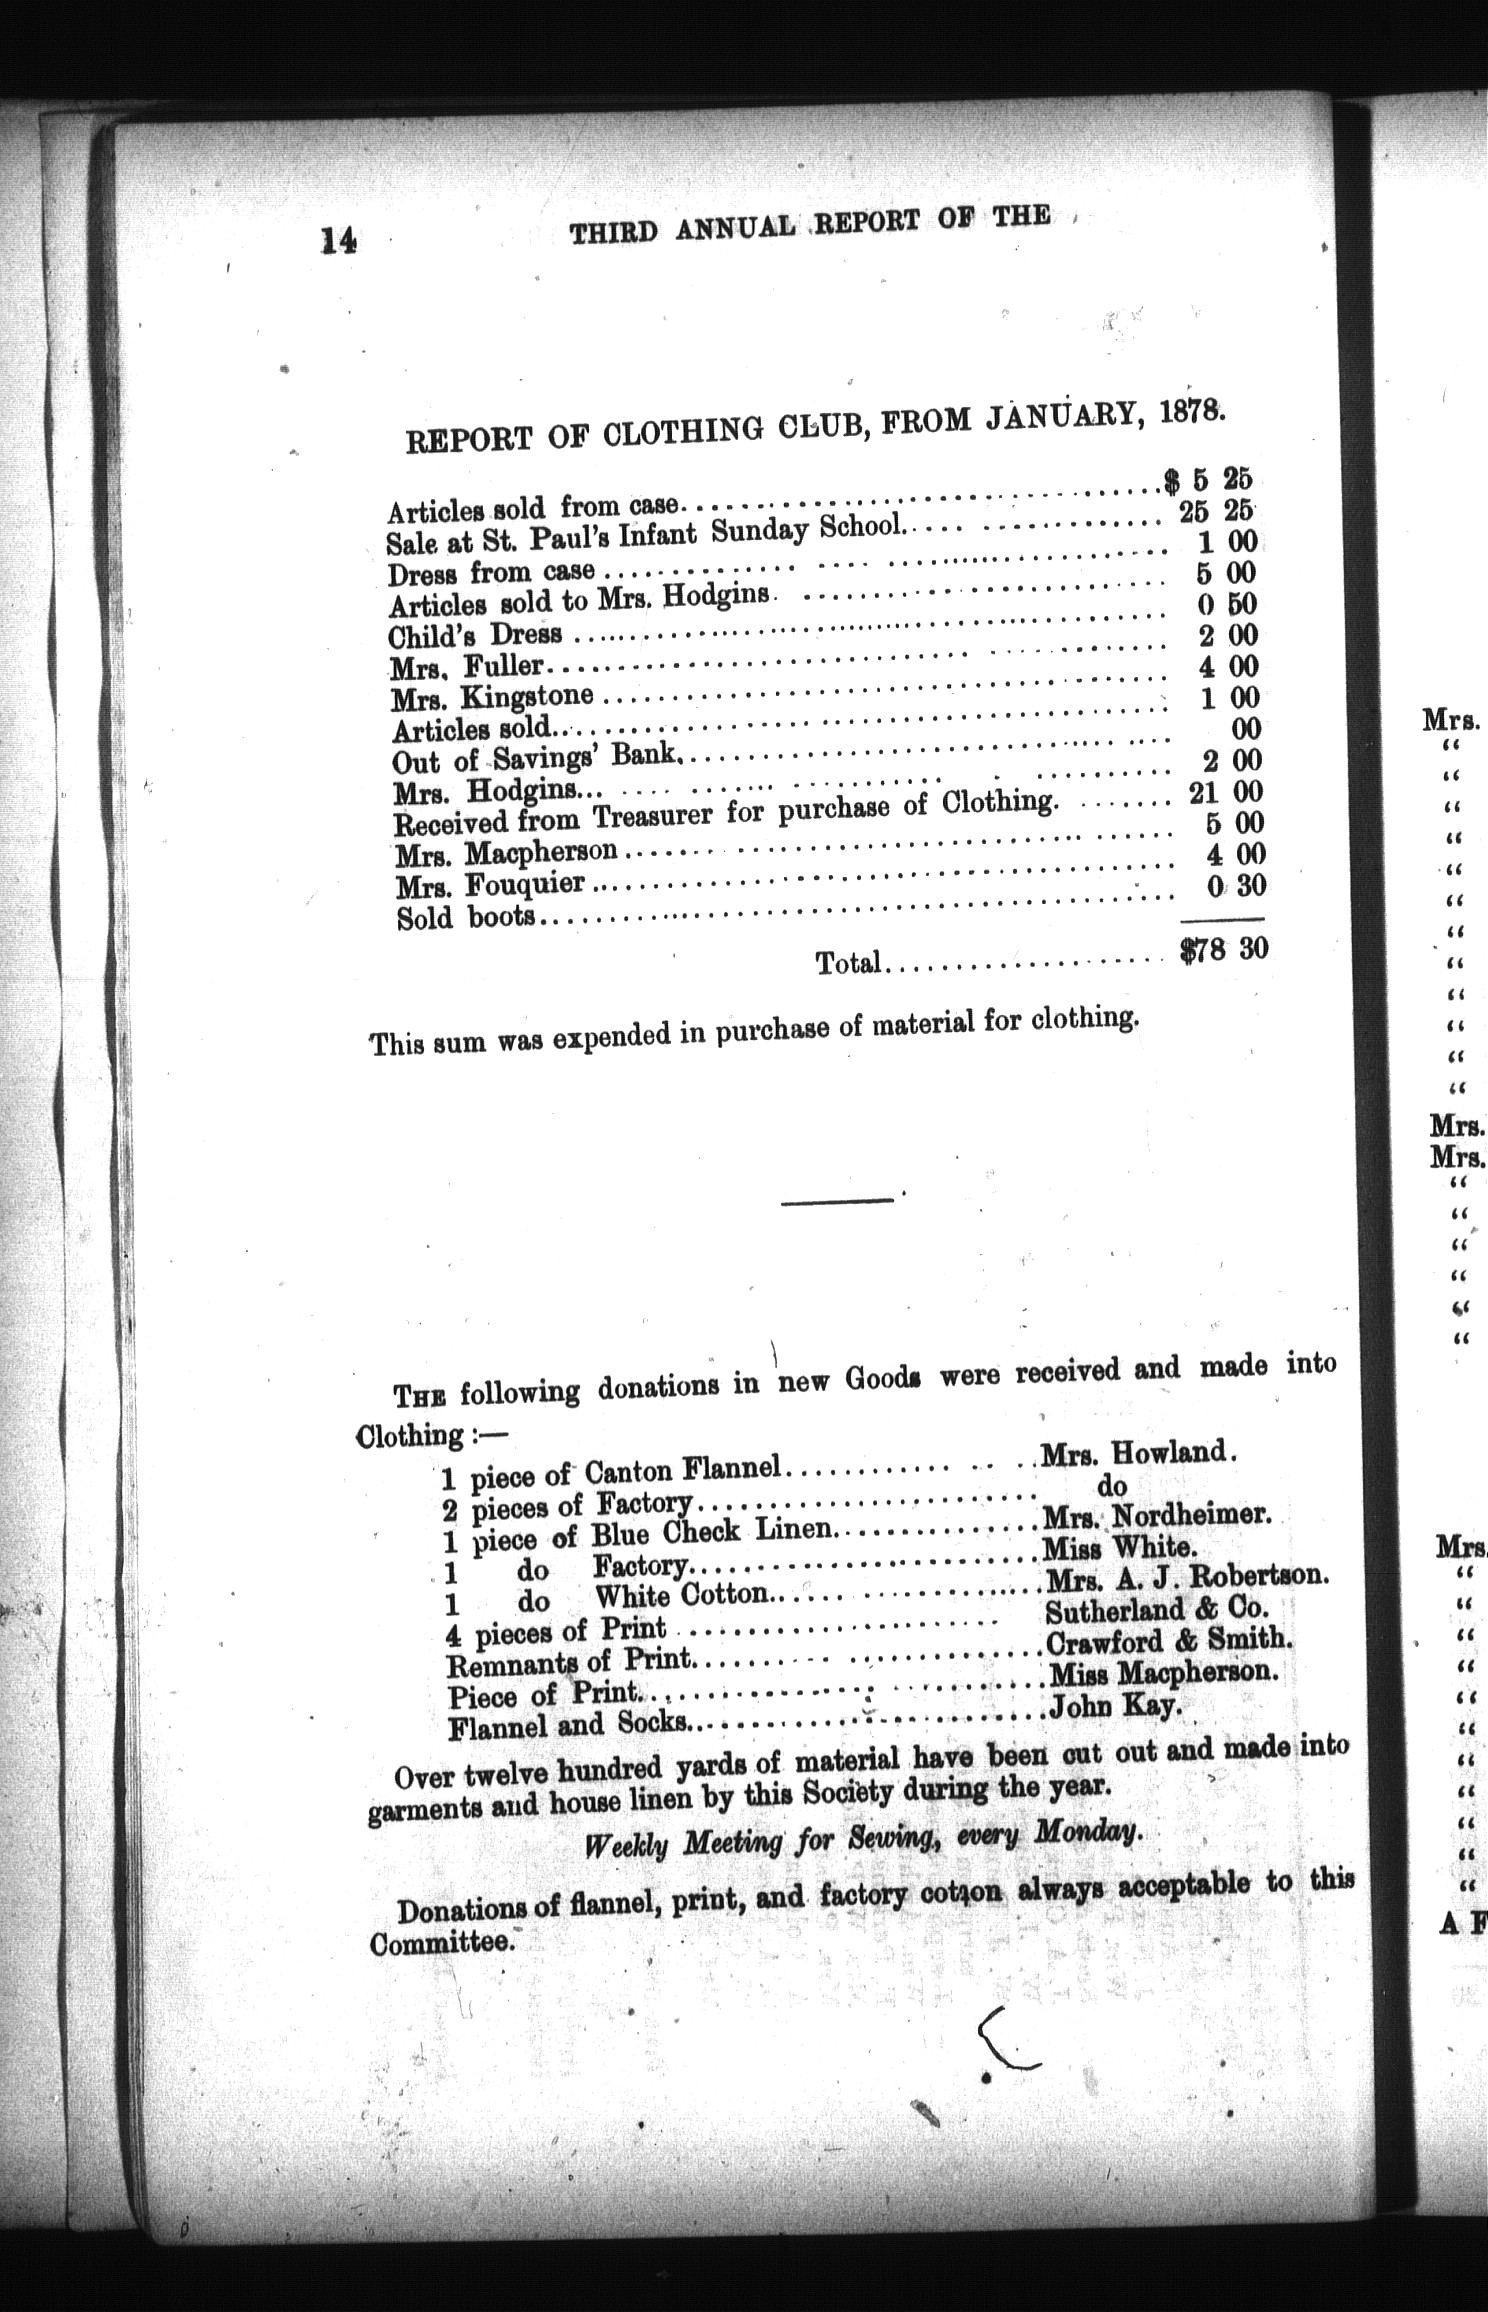 14 THIRD ANNUAL REPORT OF THE
REPORT OF CLOTHING CLUB, FROM JANUARY, 1878.
Articles sold from case........ $ 5 25
Sale at St. Paul's Infant Sunday School........ 25 25
Dress from case........ 1 00
Articles sold to Mrs. Hodgins........ 5 00
Child's Dress........ 0 50
Mrs. Fuller........ 2 00
Mrs. Kingstone........ 4 00
Articles sold........ 1 00
Out of Savings' Bank........ 00
Mrs. Hodgins........ 2 00
Received from Treasurer for purchase of Clothing........ 21 00
Mrs. Macpherson........ 5 00
Mrs. Fouquier........ 4 00
Sold boots........ 0 30
Total........ $78 30
This sum was expended in purchase of material for clothing.
THE following donations in new Goods were received and made into
Clothing :—
1 piece of Canton Flannel........ Mrs. Howland.
2 pieces of Factory........ do
1 piece of Blue Check Linen........ Mrs. Nordheimer.
1 do Factory........ Miss White.
1 do White Cotton........ Mrs. A. J. Robertson.
4 pieces of Print........ Sutherland & Co.
Remnants of Print........ Crawford & Smith.
Piece of Print........ Miss Macpherson.
Flannel and Socks........ John Kay.
Over twelve hundred yards of material have been cut out and made into
garments and house linen by this Society during the year.
Weekly Meeting for Sewing, every Monday.
Donations of flannel, print, and factory cotton always acceptable to this
Committee.
Mrs.
"
"
"
"
"
"
"
"
"
"
"
"
Mrs.
Mrs.
"
"
"
"
"
"
Mrs.
"
"
"
"
"
"
"
"
"
"
"
A